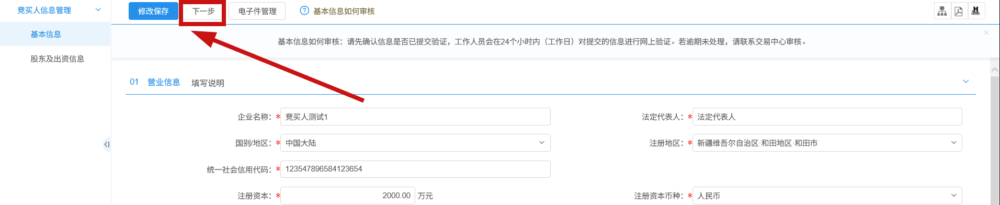 竞买人信息管理
修改保存 下一步 电子件管理 基本信息如何审核
基本信息
基本信息如何审核：请先确认信息是否已提交验证，工作人员会在24个小时内（工作日）对提交的信息进行网上验证。若逾期未处理，请联系交易中心审核。
股东及出资信息
01 营业信息 填写说明
企业名称：*竞买人测试1 法定代表人：*法定代表人
国别/地区：*中国大陆 注册地区：*新疆维吾尔自治区·和田地区·和田市
统一社会信用代码：*123547896584123654
注册资本：*2000.00 万元 注册资本币种：*人民币